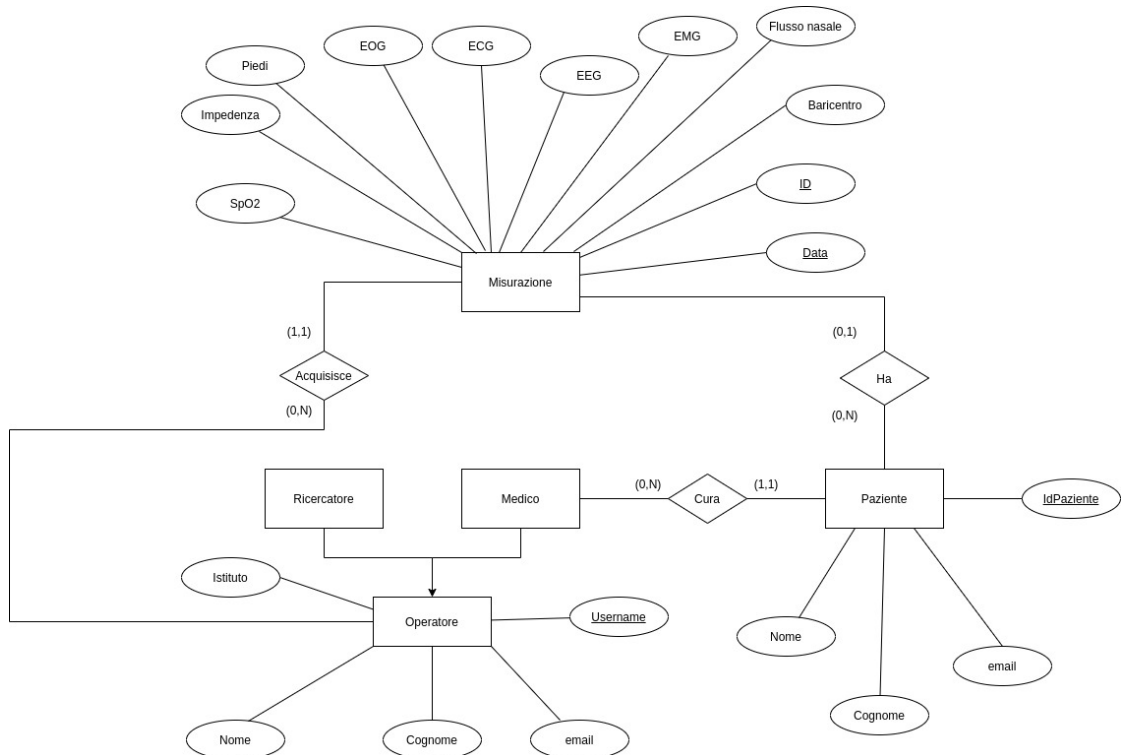 Flusso nasale
EMG
EOG
ECG
EEG
Piedi
Baricentro
Impedenza
ID
SpO2
Data
Misurazione
(1,1)
(0,1)
Acquisisce
Ha
(0,N)
(0,N)
Ricercatore
Medico
(0,N)
Cura
(1,1)
Paziente
IdPaziente
Istituto
Operatore
Username
Nome
email
Cognome
Nome
Cognome
email